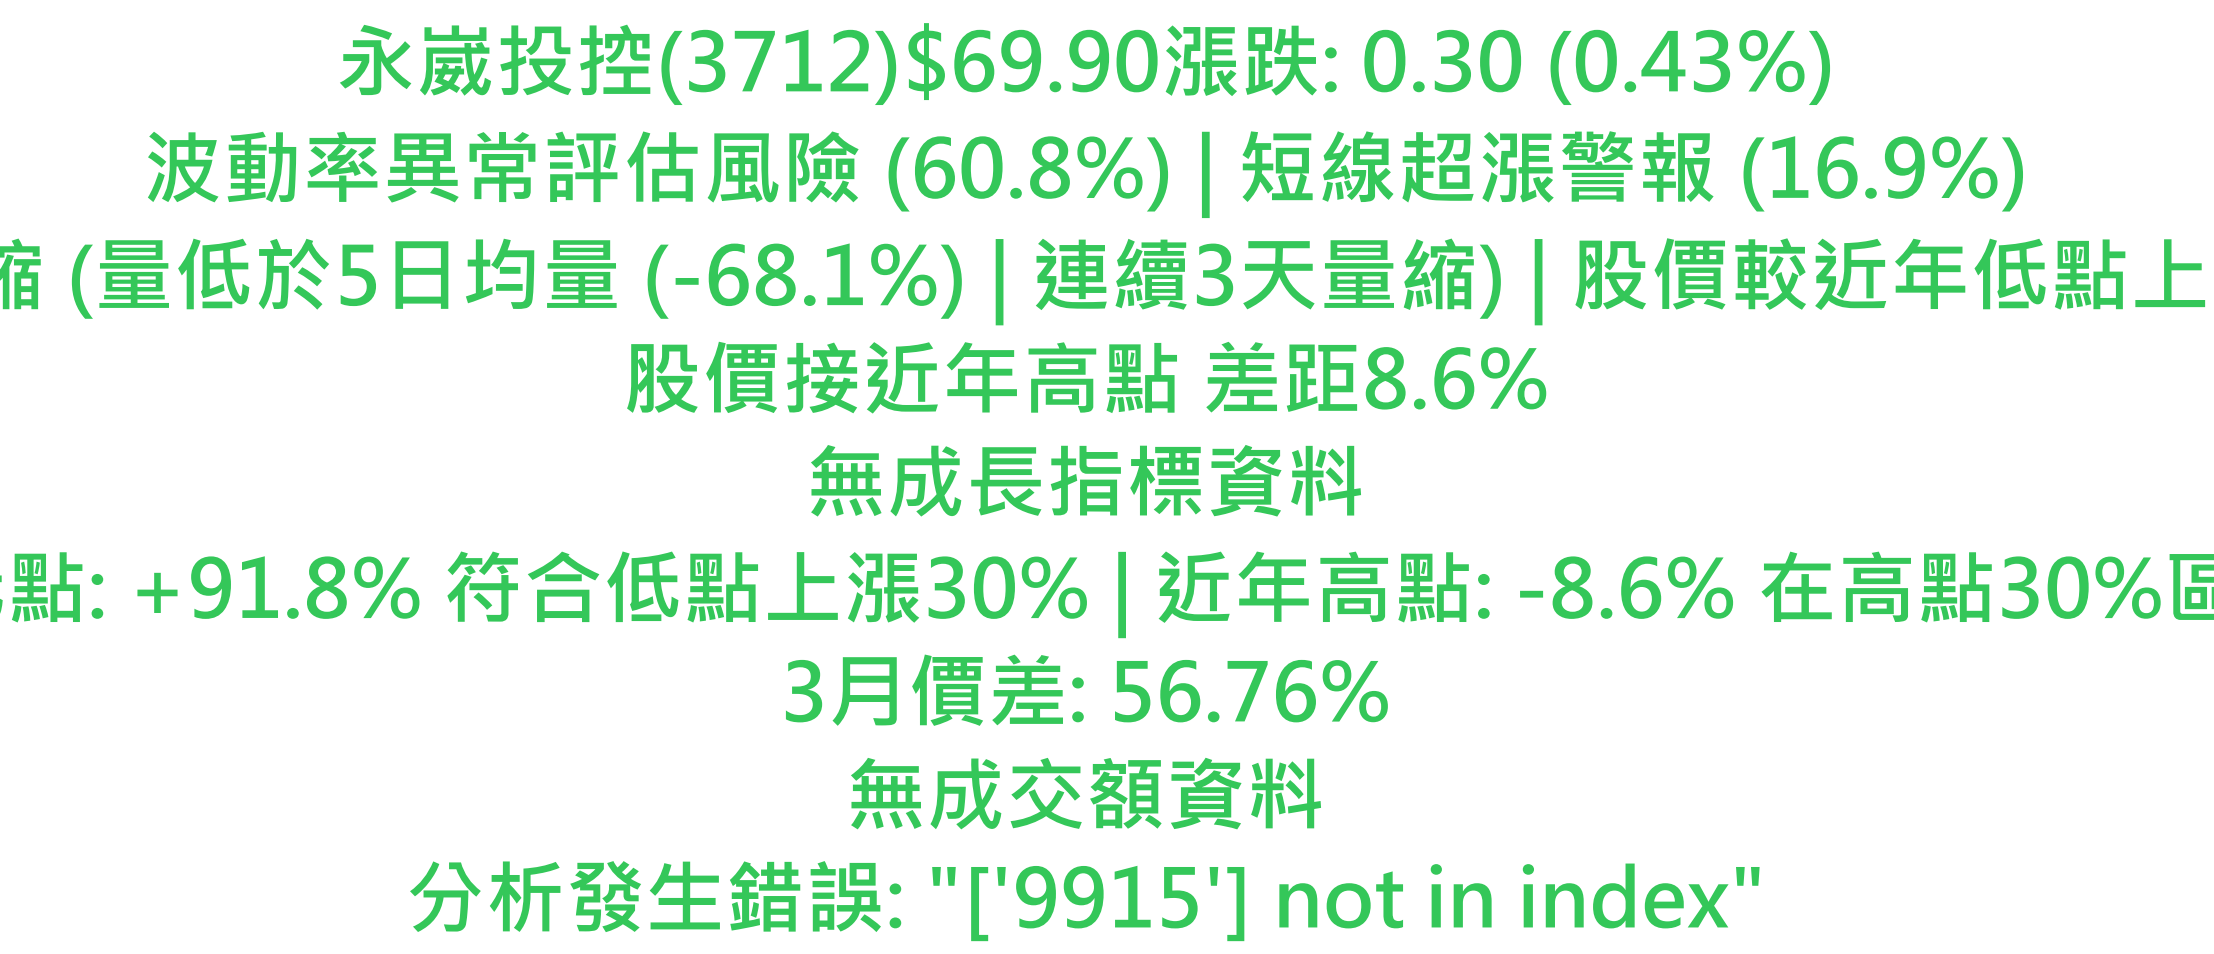 永崴投控(3712)$69.90漲跌: 0.30 (0.43%)
波動率異常評估風險 (60.8%) | 短線超漲警報 (16.9%)
縮 (量低於5日均量 (-68.1%) | 連續3天量縮) | 股價較近年低點上
股價接近年高點 差距8.6%
無成長指標資料
點: +91.8% 符合低點上漲30% | 近年高點: -8.6% 在高點30%區
3月價差: 56.76%
無成交額資料
分析發生錯誤: "['9915'] not in index"